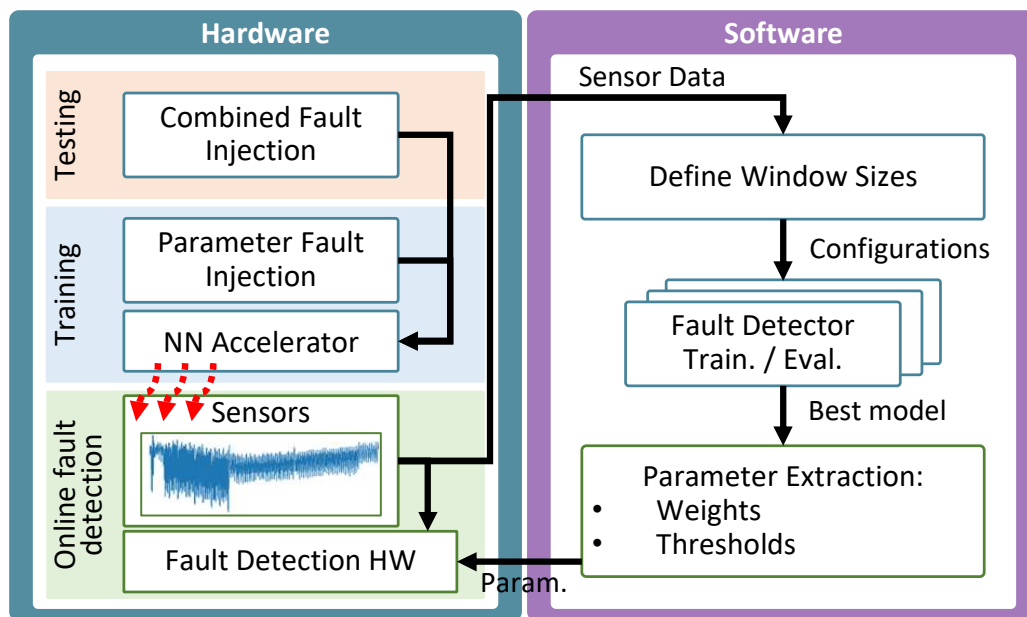 Hardware
Testing
Combined Fault
Injection
Training
Parameter Fault
Injection
NN Accelerator
Online fault
detection
Sensors
Fault Detection HW
Software
Sensor Data
Define Window Sizes
Configurations
Fault Detector
Train. / Eval.
Best model
Parameter Extraction:
• Weights
• Thresholds
Param.